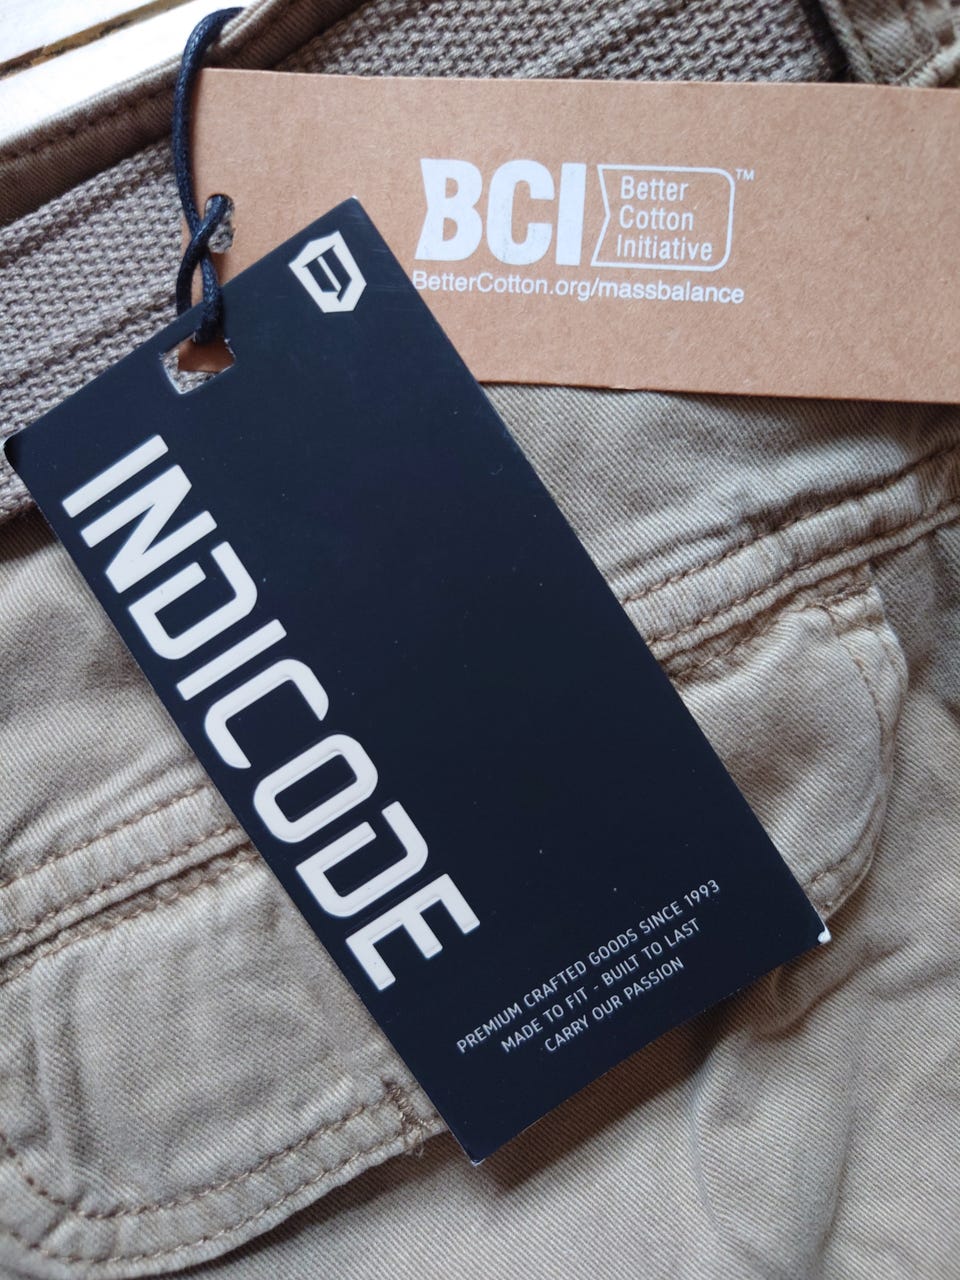 BCI
Better
Cotton
Initiative
™
BetterCotton.org/massbalance
INDICODE
PREMIUM CRAFTED GOODS SINCE 1993
MADE TO FIT - BUILT TO LAST
CARRY OUR PASSION